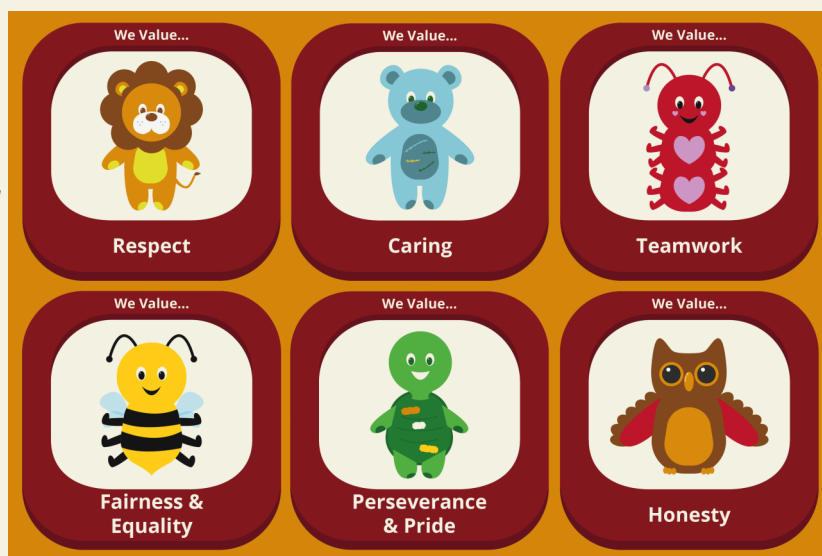 We Value...
Respect
We Value...
Caring
We Value...
Teamwork
We Value...
Fairness &
Equality
We Value...
Perseverance
& Pride
We Value...
Honesty